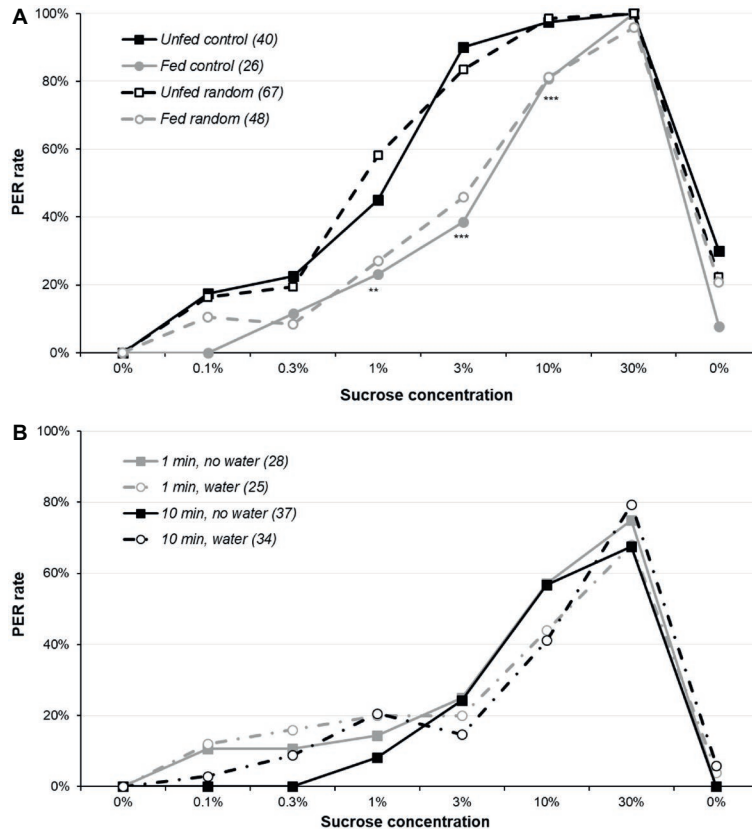 A
100%
80%
60%
40%
20%
0%
PER rate
Unfed control (40)
Fed control (26)
Unfed random (67)
Fed random (48)
**
***
***
0% 0.1% 0.3% 1% 3% 10% 30% 0%
Sucrose concentration
B
100%
80%
60%
40%
20%
0%
PER rate
1 min, no water (28)
1 min, water (25)
10 min, no water (37)
10 min, water (34)
0% 0.1% 0.3% 1% 3% 10% 30% 0%
Sucrose concentration